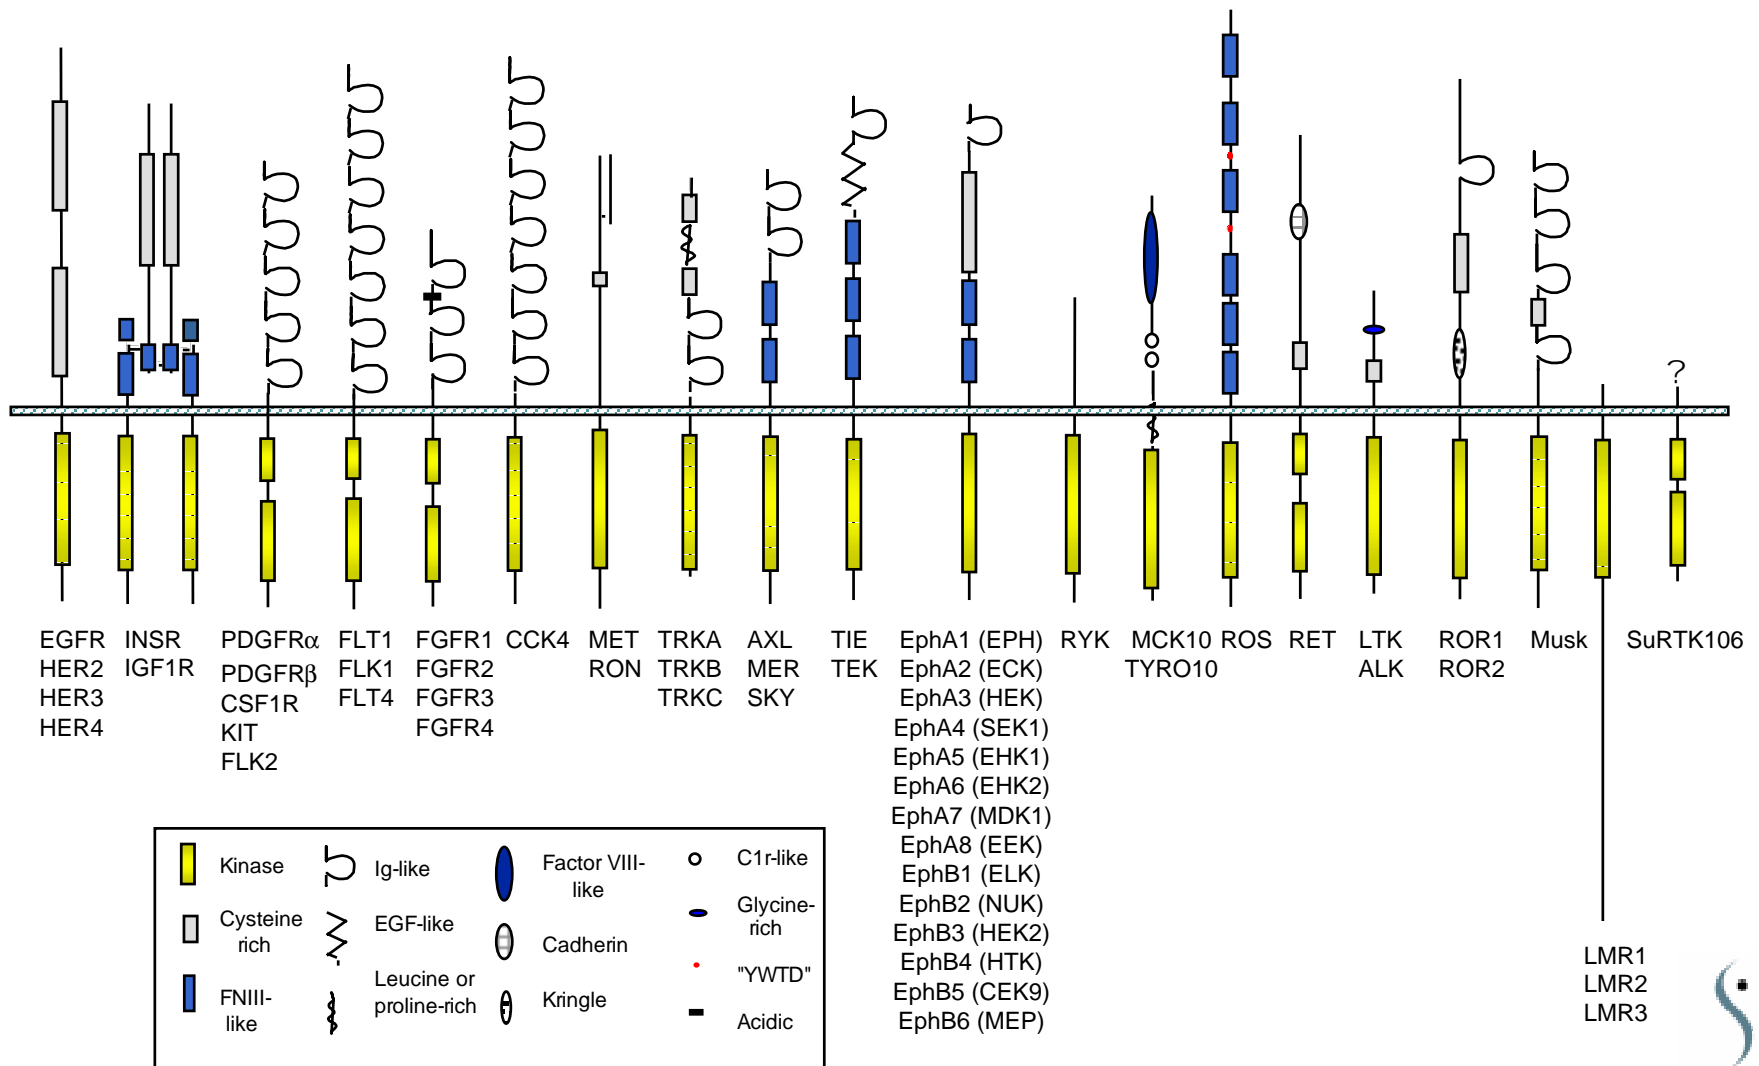 ?
EGFR
HER2
HER3
HER4
INSR
IGF1R
PDGFRα
PDGFRβ
CSF1R
KIT
FLK2
FLT1
FLK1
FLT4
FGFR1
FGFR2
FGFR3
FGFR4
CCK4
MET
RON
TRKA
TRKB
TRKC
AXL
MER
SKY
TIE
TEK
EphA1 (EPH)
EphA2 (ECK)
EphA3 (HEK)
EphA4 (SEK1)
EphA5 (EHK1)
EphA6 (EHK2)
EphA7 (MDK1)
EphA8 (EEK)
EphB1 (ELK)
EphB2 (NUK)
EphB3 (HEK2)
EphB4 (HTK)
EphB5 (CEK9)
EphB6 (MEP)
RYK
MCK10
TYRO10
ROS
RET
LTK
ALK
ROR1
ROR2
Musk
LMR1
LMR2
LMR3
SuRTK106
Kinase
Cysteine
rich
FNIII-
like
Ig-like
EGF-like
Leucine or
proline-rich
Factor VIII-
like
Cadherin
Kringle
C1r-like
Glycine-
rich
"YWTD"
Acidic